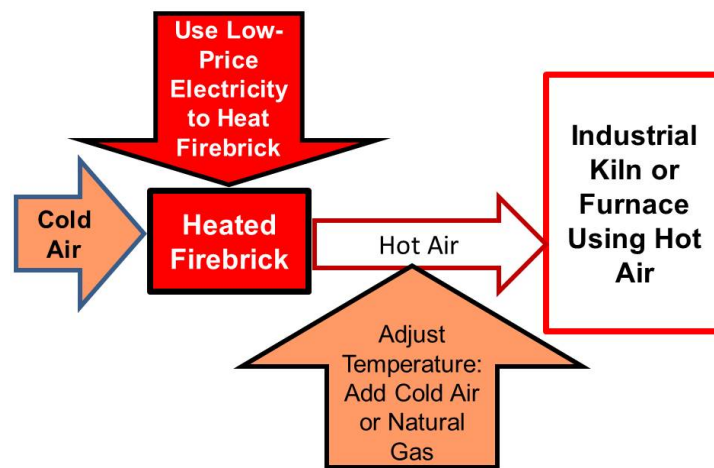 Use Low-
Price
Electricity
to Heat
Firebrick
Cold
Air
Heated
Firebrick
Hot Air
Industrial
Kiln or
Furnace
Using Hot
Air
Adjust
Temperature:
Add Cold Air
or Natural
Gas